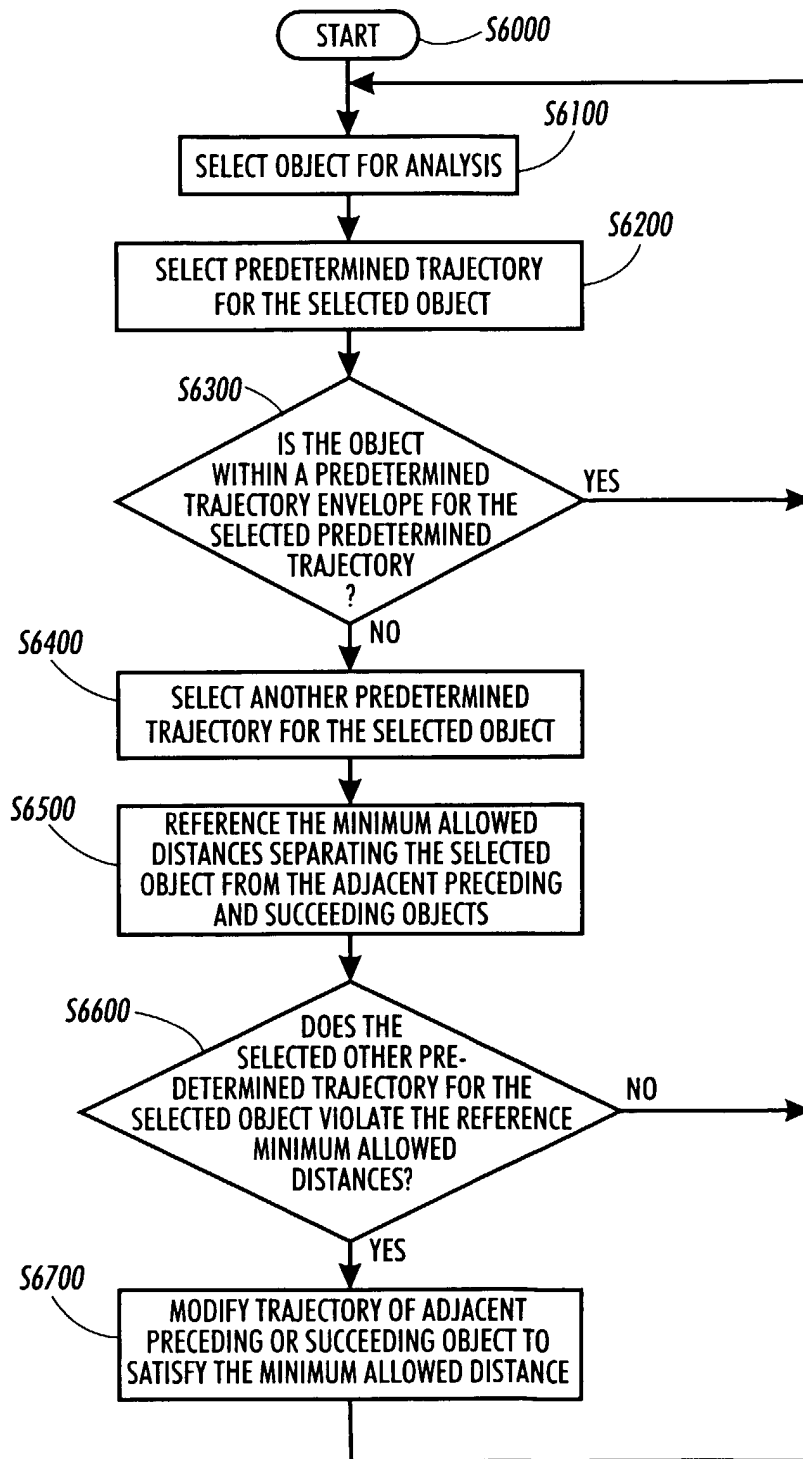 START
S6000
S6100
SELECT OBJECT FOR ANALYSIS
S6200
SELECT PREDETERMINED TRAJECTORY
FOR THE SELECTED OBJECT
S6300
IS THE OBJECT
WITHIN A PREDETERMINED
TRAJECTORY ENVELOPE FOR THE
SELECTED PREDETERMINED
TRAJECTORY
?
YES
NO
S6400
SELECT ANOTHER PREDETERMINED
TRAJECTORY FOR THE SELECTED OBJECT
S6500
REFERENCE THE MINIMUM ALLOWED
DISTANCES SEPARATING THE SELECTED
OBJECT FROM THE ADJACENT PRECEDING
AND SUCCEEDING OBJECTS
S6600
DOES THE
SELECTED OTHER PRE-
DETERMINED TRAJECTORY FOR THE
SELECTED OBJECT VIOLATE THE REFERENCE
MINIMUM ALLOWED
DISTANCES?
NO
YES
S6700
MODIFY TRAJECTORY OF ADJACENT
PRECEDING OR SUCCEEDING OBJECT TO
SATISFY THE MINIMUM ALLOWED DISTANCE